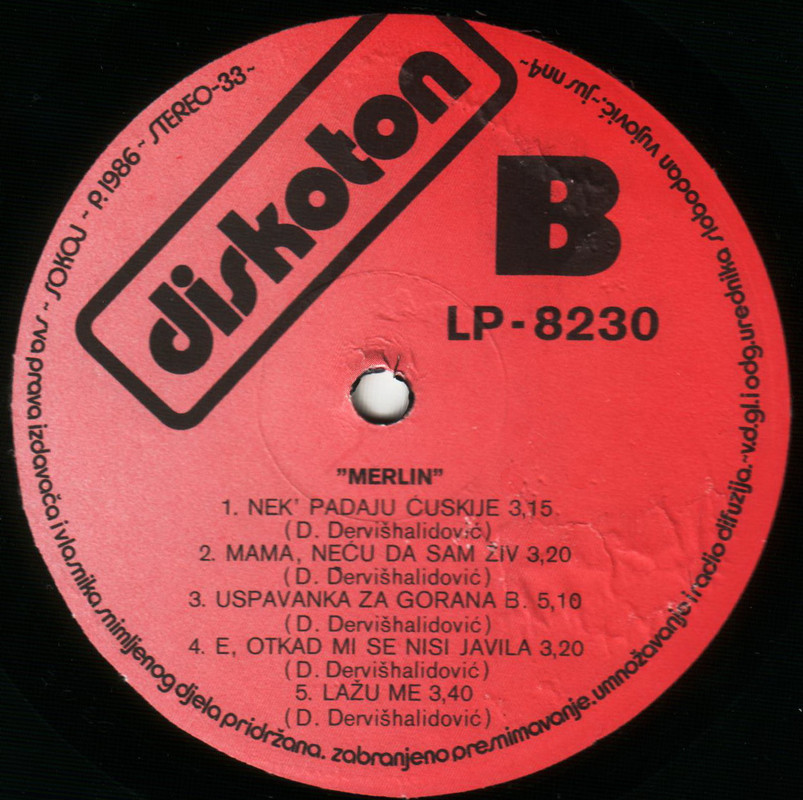 diskoton
B
LP-8230
"MERLIN"
1. NEK' PADAJU ĆUSKIJE 3,15
(D. Dervišhalidović)
2. MAMA, NEĆU DA SAM ŽIV 3,20
(D. Dervišhalidović)
3. USPAVANKA ZA GORANA B. 5,10
(D. Dervišhalidović)
4. E, OTKAD MI SE NISI JAVILA 3,20
(D. Dervišhalidović)
5. LAŽU ME 3,40
(D. Dervišhalidović)
sva prava izdavača i vlasnika snimljenog djela pridržana. zabranjeno presnimavanje. umnožavanje i radio difuzija.~v.d.gl. i odg. urednika slobodan vujović.~jus nn4~
SOKOJ ~ P. 1986 ~ STEREO-33 ~